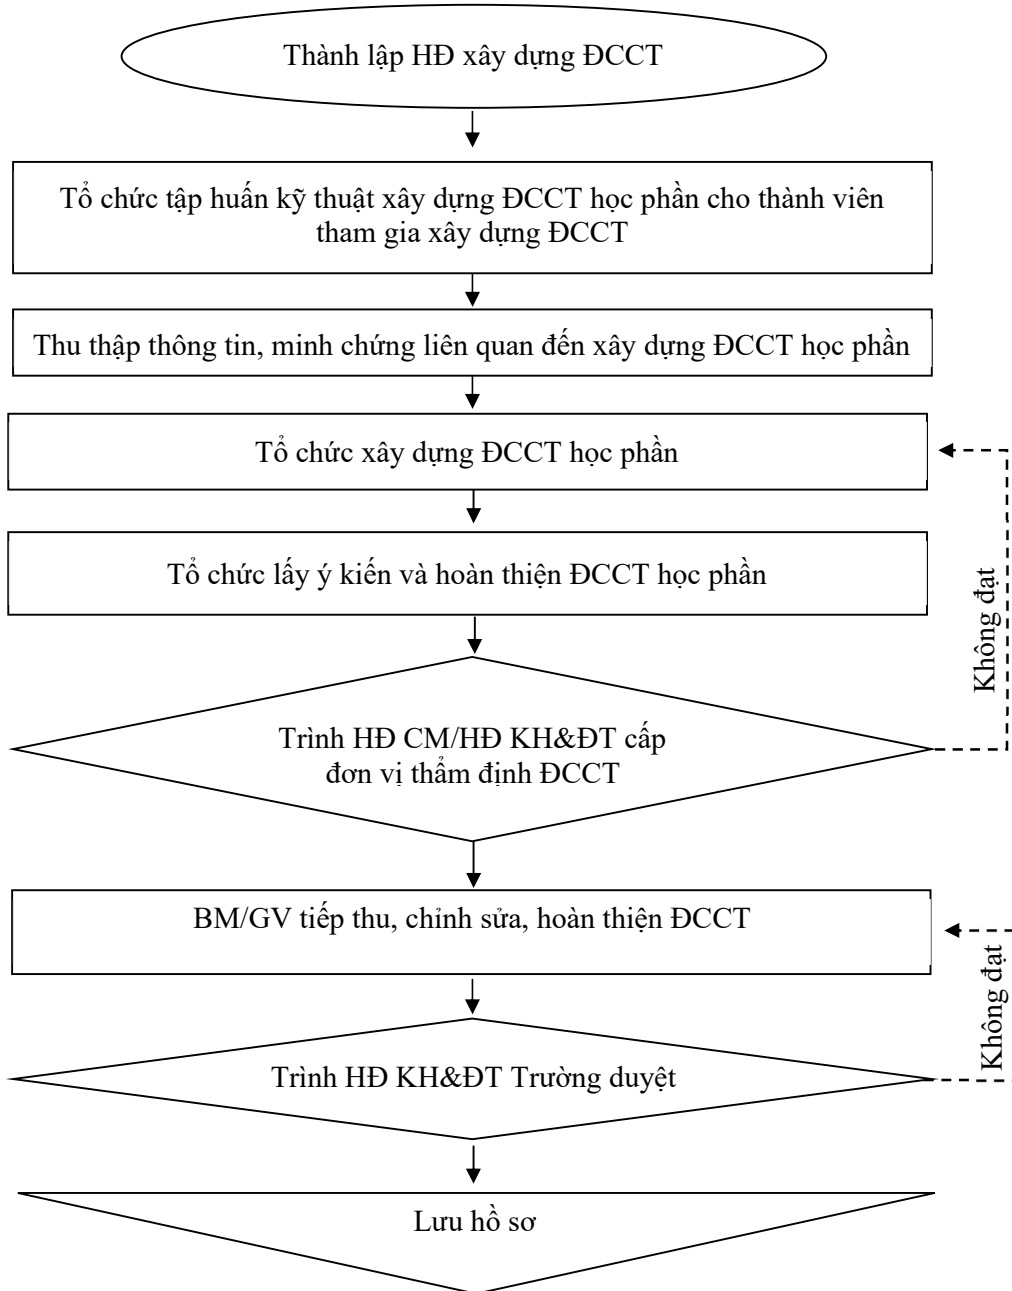 Thành lập HĐ xây dựng ĐCCT
Tổ chức tập huấn kỹ thuật xây dựng ĐCCT học phần cho thành viên
tham gia xây dựng ĐCCT
Thu thập thông tin, minh chứng liên quan đến xây dựng ĐCCT học phần
Tổ chức xây dựng ĐCCT học phần
Tổ chức lấy ý kiến và hoàn thiện ĐCCT học phần
Không đạt
Trình HĐ CM/HĐ KH&ĐT cấp
đơn vị thẩm định ĐCCT
BM/GV tiếp thu, chỉnh sửa, hoàn thiện ĐCCT
Không đạt
Trình HĐ KH&ĐT Trường duyệt
Lưu hồ sơ